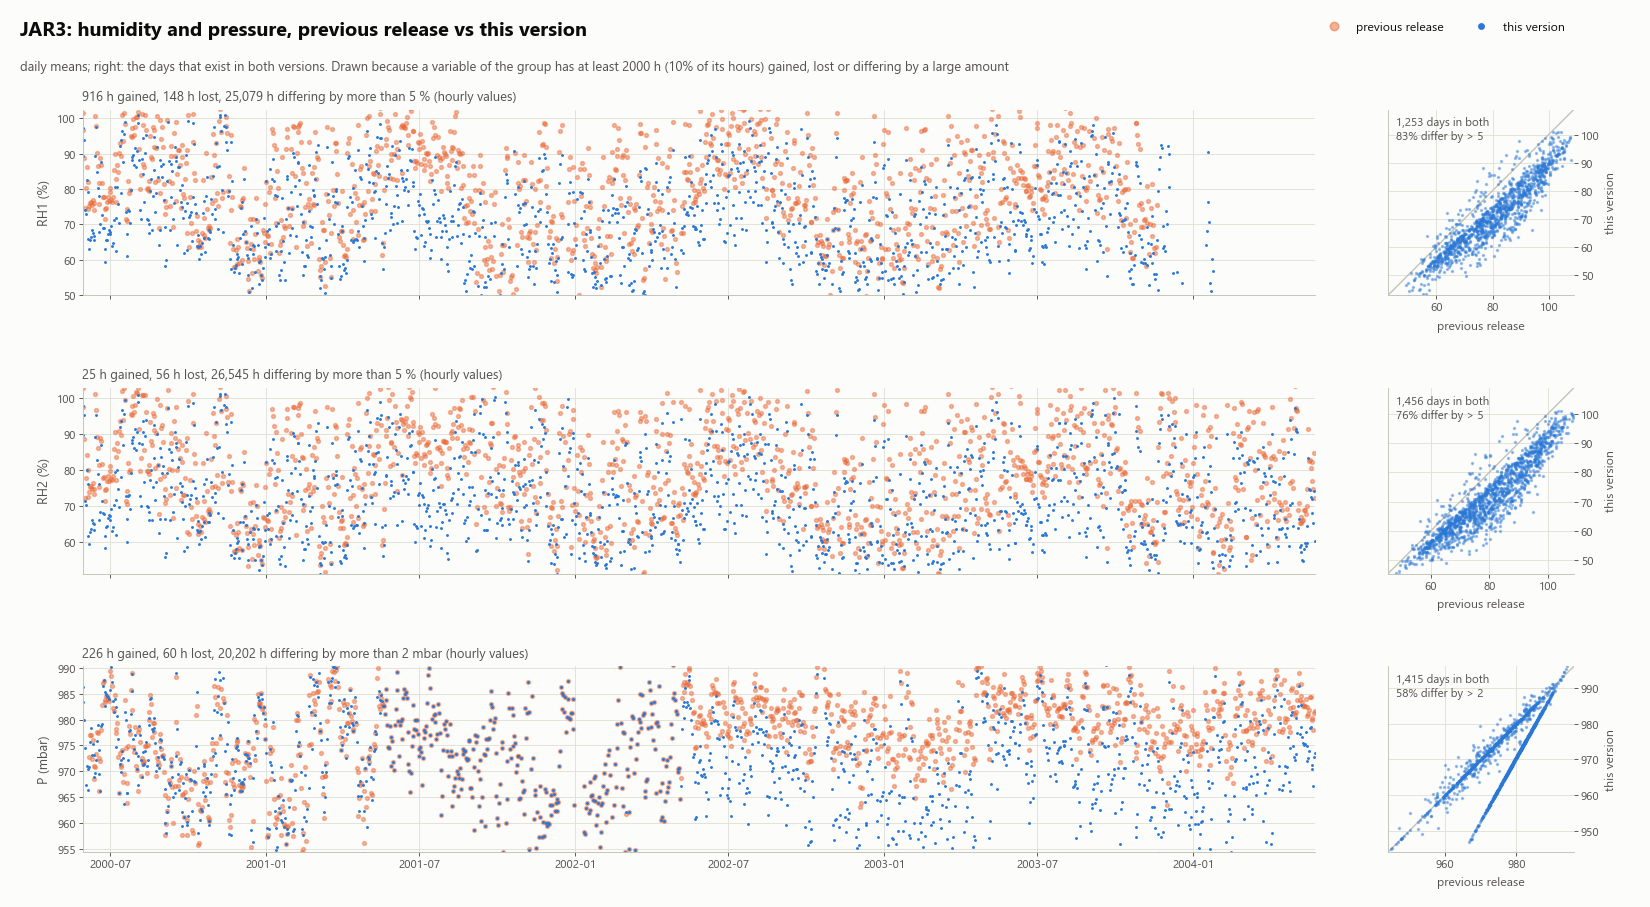 JAR3: humidity and pressure, previous release vs this version
previous release
this version
daily means; right: the days that exist in both versions. Drawn because a variable of the group has at least 2000 h (10% of its hours) gained, lost or differing by a large amount
916 h gained, 148 h lost, 25,079 h differing by more than 5 % (hourly values)
RH1 (%)
100
90
80
70
60
50
1,253 days in both
83% differ by > 5
100
90
80
70
60
50
this version
60 80 100
previous release
25 h gained, 56 h lost, 26,545 h differing by more than 5 % (hourly values)
RH2 (%)
100
90
80
70
60
1,456 days in both
76% differ by > 5
100
90
80
70
60
50
this version
60 80 100
previous release
226 h gained, 60 h lost, 20,202 h differing by more than 2 mbar (hourly values)
P (mbar)
990
985
980
975
970
965
960
955
2000-07 2001-01 2001-07 2002-01 2002-07 2003-01 2003-07 2004-01
1,415 days in both
58% differ by > 2
990
980
970
960
950
this version
960 980
previous release